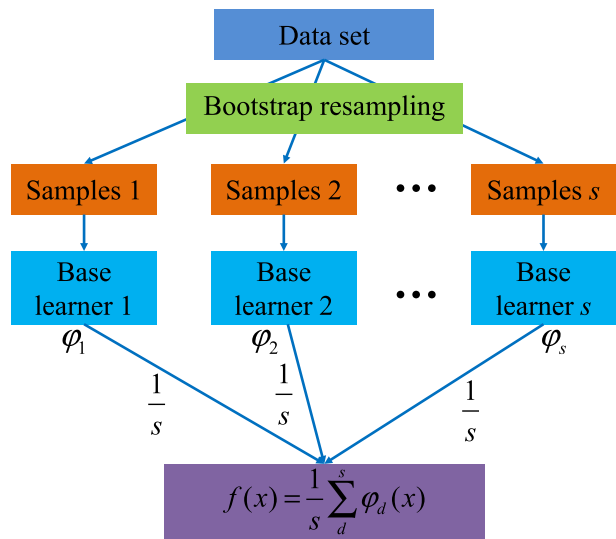 Data set
Bootstrap resampling
Samples 1
Samples 2
•••
Samples s
Base
learner 1
Base
learner 2
•••
Base
learner s
φ₁
φ₂
φₛ
1/s
1/s
1/s
f(x) = 1/s ∑_d^s φ_d(x)